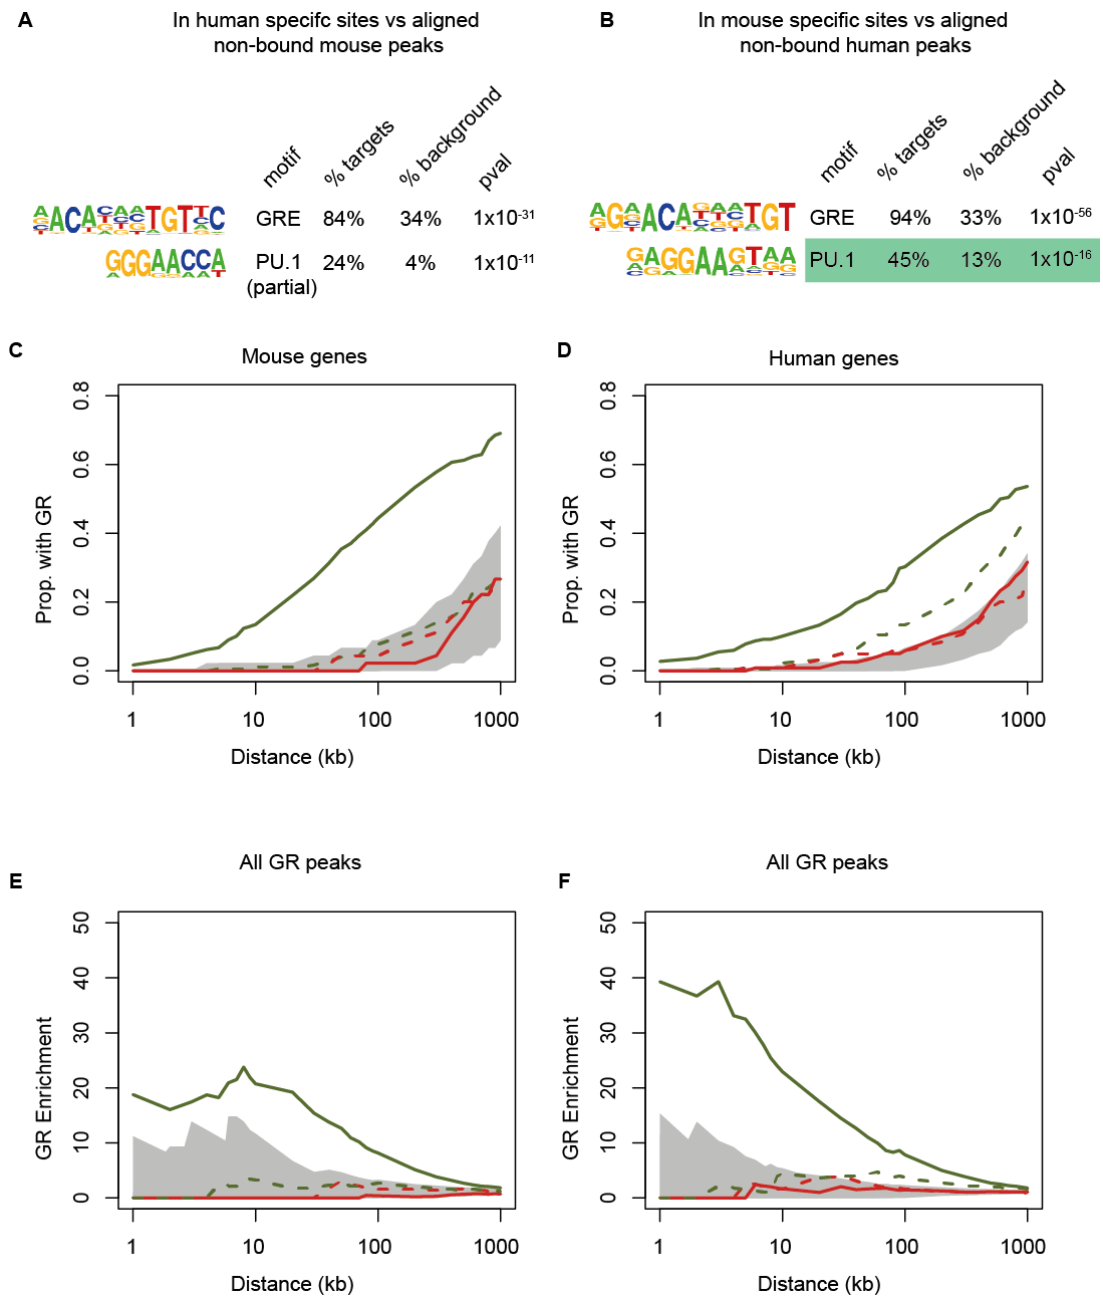 A
In human specifc sites vs aligned
non-bound mouse peaks
motif
% targets
% background
pval
GRE 84% 34% 1x10⁻³¹
GGGAACCA PU.1 24% 4% 1x10⁻¹¹
(partial)
B
In mouse specific sites vs aligned
non-bound human peaks
motif
% targets
% background
pval
GRE 94% 33% 1x10⁻⁵⁶
PU.1 45% 13% 1x10⁻¹⁶
C
Mouse genes
Prop. with GR
0.8
0.6
0.4
0.2
0.0
1 10 100 1000
Distance (kb)
D
Human genes
Prop. with GR
0.8
0.6
0.4
0.2
0.0
1 10 100 1000
Distance (kb)
E
All GR peaks
GR Enrichment
50
40
30
20
10
0
1 10 100 1000
Distance (kb)
F
All GR peaks
GR Enrichment
50
40
30
20
10
0
1 10 100 1000
Distance (kb)